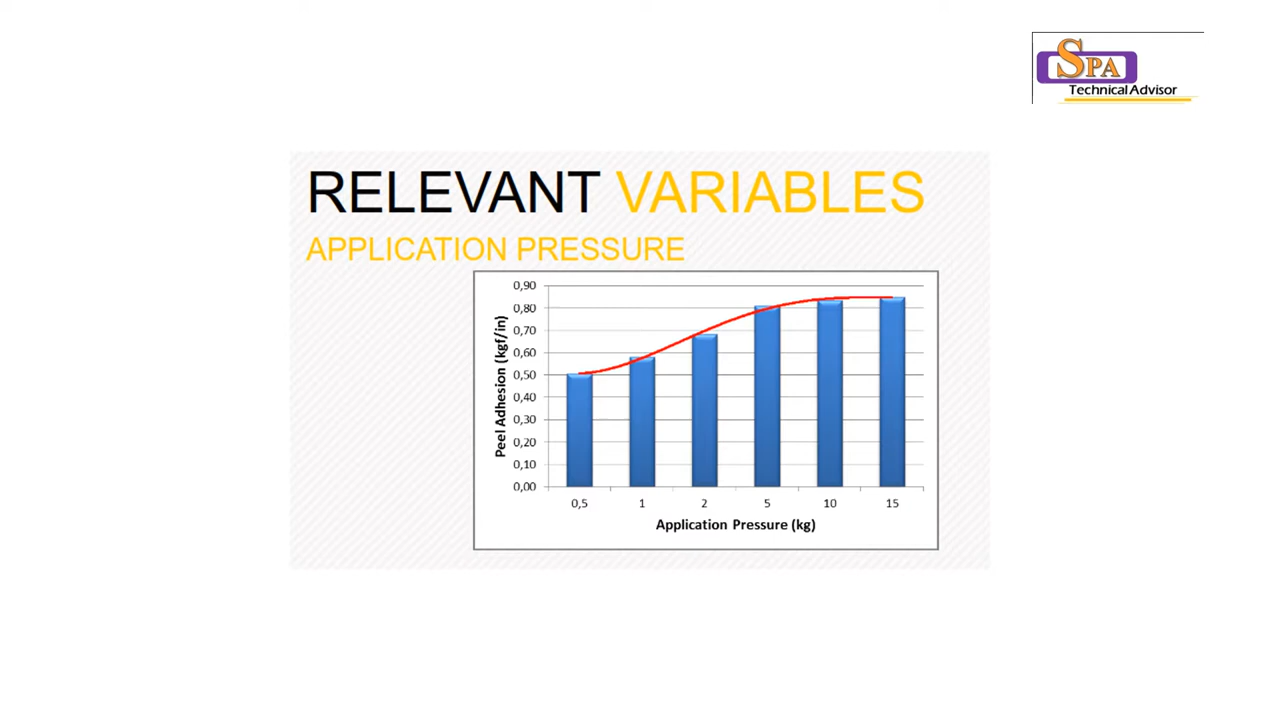 SPA
Technical Advisor
RELEVANT VARIABLES
APPLICATION PRESSURE
0,90
0,80
0,70
0,60
0,50
0,40
0,30
0,20
0,10
0,00
Peel Adhesion (kgf/in)
0,5 1 2 5 10 15
Application Pressure (kg)